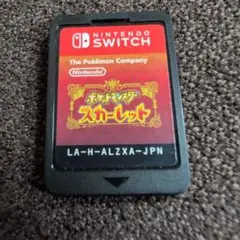 NINTENDO
SWITCH
The Pokémon Company
Nintendo
ポケットモンスター
スカーレット
LA-H-ALZXA-JPN